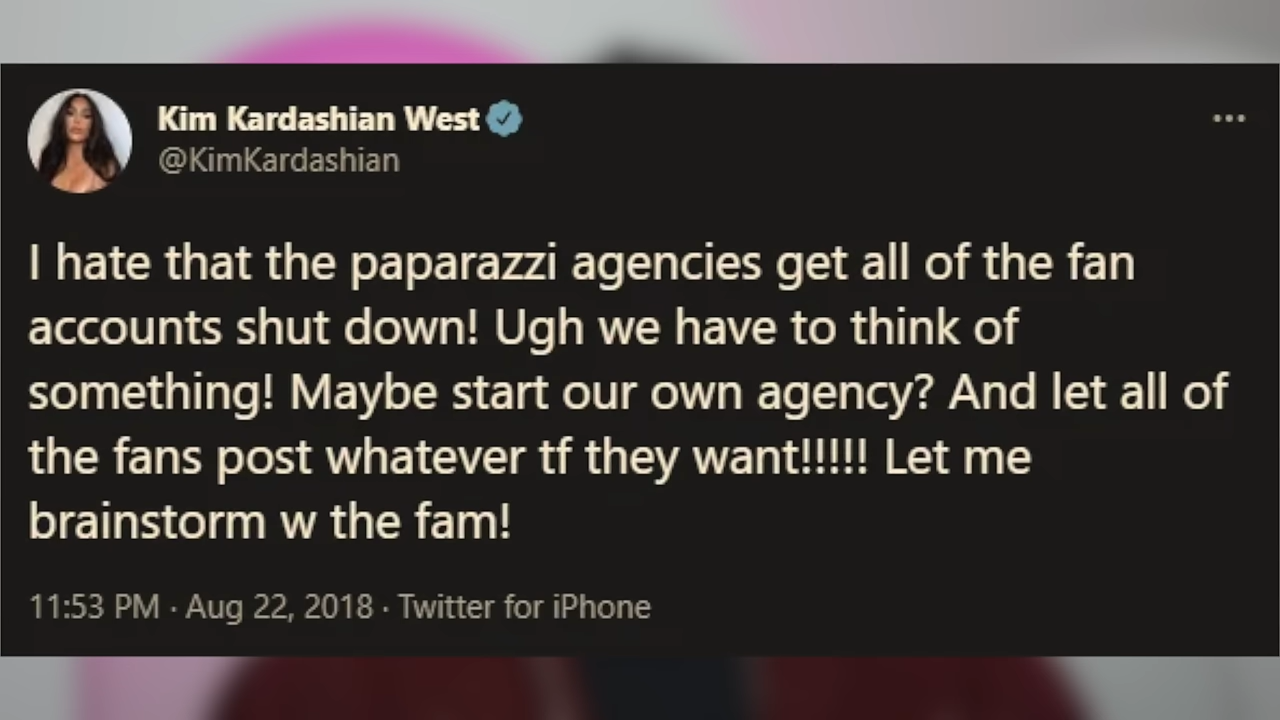 Kim Kardashian West
@KimKardashian
I hate that the paparazzi agencies get all of the fan
accounts shut down! Ugh we have to think of
something! Maybe start our own agency? And let all of
the fans post whatever tf they want!!!!! Let me
brainstorm w the fam!
11:53 PM · Aug 22, 2018 · Twitter for iPhone